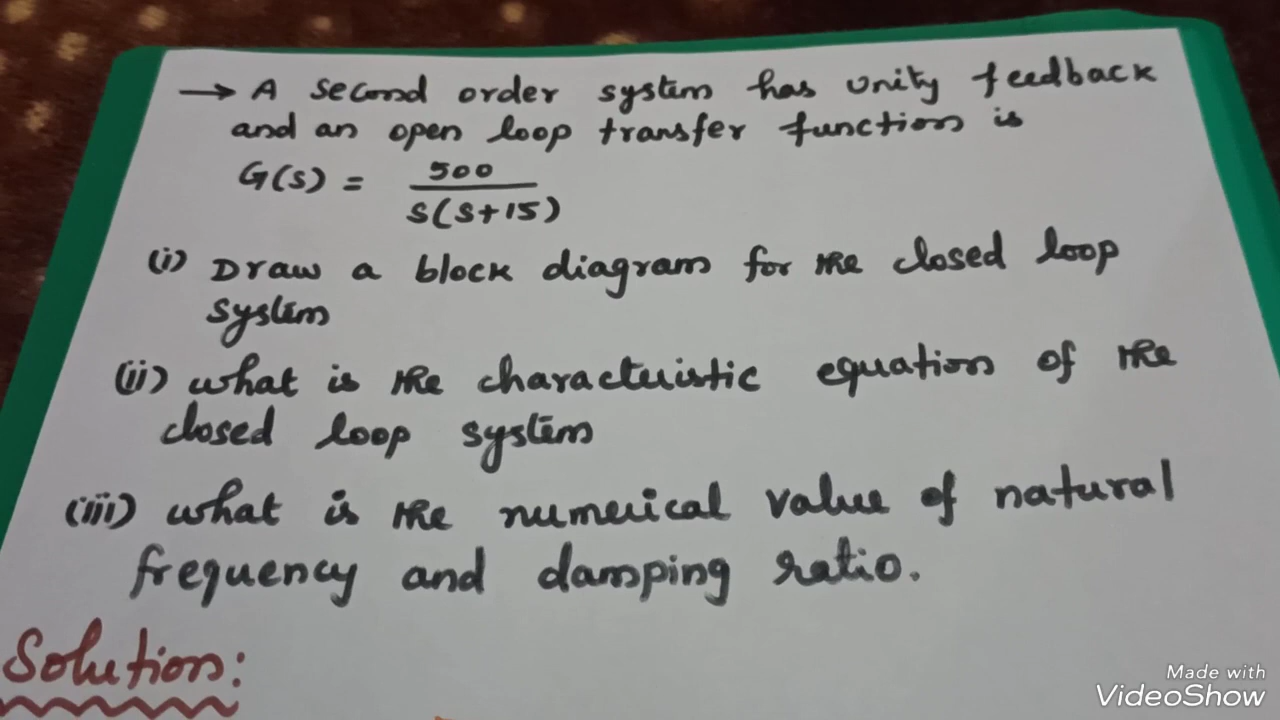 → A second order system has unity feedback
and an open loop transfer function is
G(s) = 500 / s(s+15)
(i) Draw a block diagram for the closed loop
system
(ii) what is the characteristic equation of the
closed loop system
(iii) what is the numerical value of natural
frequency and damping ratio.
Solution:
Made with
VideoShow